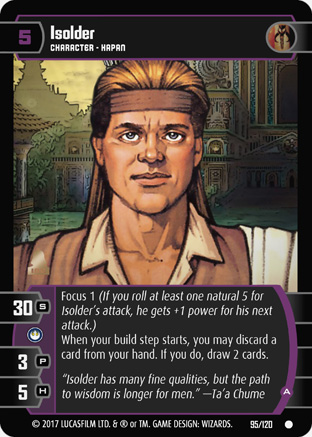 5
Isolder
CHARACTER - HAPAN
Focus 1 (If you roll at least one natural 5 for
Isolder's attack, he gets +1 power for his next
attack.)
When your build step starts, you may discard a
card from your hand. If you do, draw 2 cards.
"Isolder has many fine qualities, but the path
to wisdom is longer for men." —Ta'a Chume
30 S
3 P
5 H
A
© 2017 LUCASFILM LTD. & ® or TM. GAME DESIGN: WIZARDS.
95/120